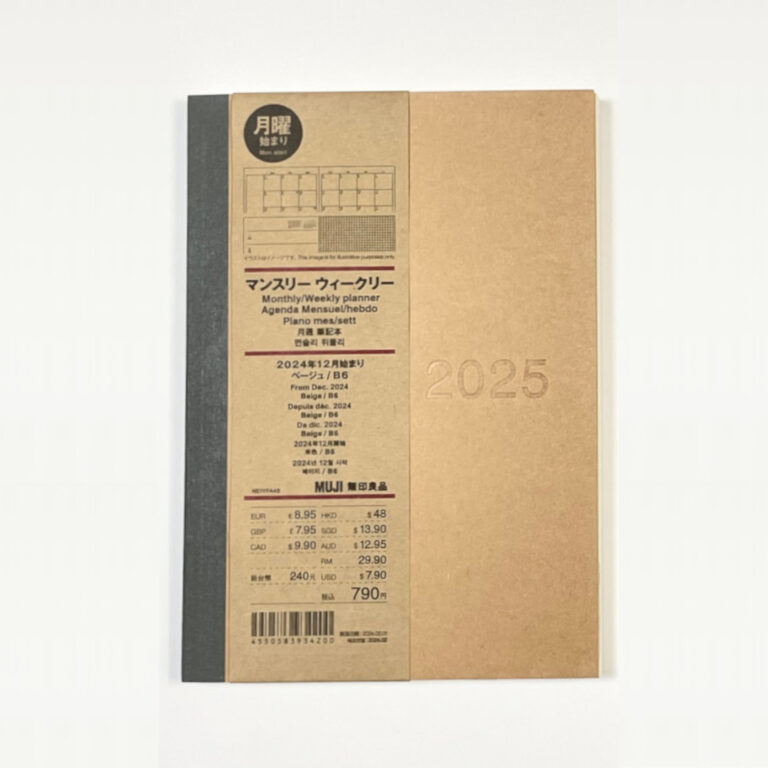 月曜
始まり
Mon. start
イラストはイメージです。This image is for illustrative purposes only.
マンスリー ウィークリー
Monthly/Weekly planner
Agenda Mensuel/hebdo
Plano mes/sett
月週 筆記本
먼슬리 위클리
2024年12月始まり
ベージュ / B6
From Dec. 2024
Beige / B6
Depuis déc. 2024
Beige / B6
Da dic. 2024
Beige / B6
2024年12月開始
米色 / B6
2024년 12월 시작
베이지 / B6
MUJI 無印良品
EUR € 8.95 HKD $ 48
GBP £ 7.95 SGD $ 13.90
CAD $ 9.90 AUD $ 12.95
RM 29.90
新台幣 240元 USD $ 7.90
税込 790円
4550583934200
2025